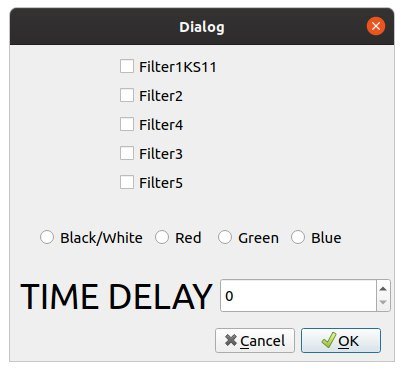 Dialog
Filter1KS11
Filter2
Filter4
Filter3
Filter5
Black/White Red Green Blue
TIME DELAY 0
Cancel OK